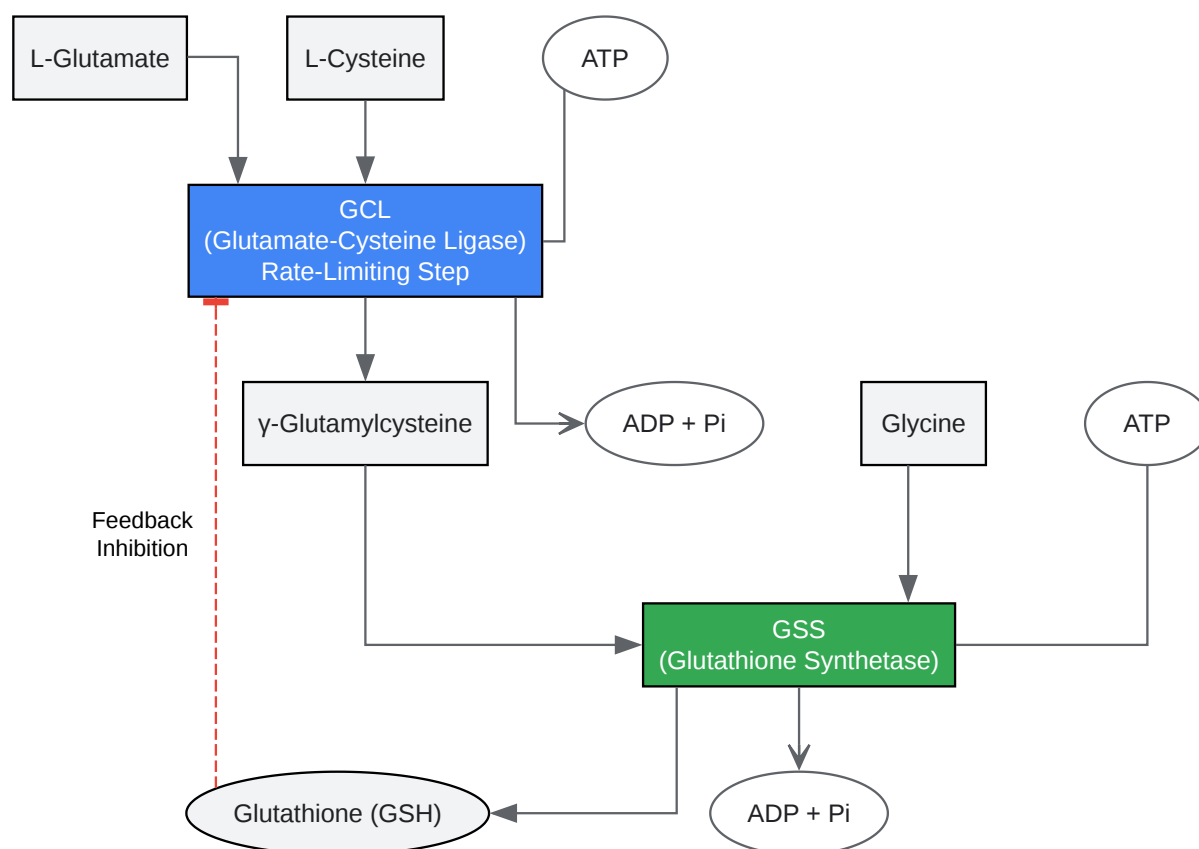 L-Glutamate
L-Cysteine
ATP
GCL
(Glutamate-Cysteine Ligase)
Rate-Limiting Step
γ-Glutamylcysteine
ADP + Pi
Glycine
ATP
Feedback
Inhibition
GSS
(Glutathione Synthetase)
Glutathione (GSH)
ADP + Pi